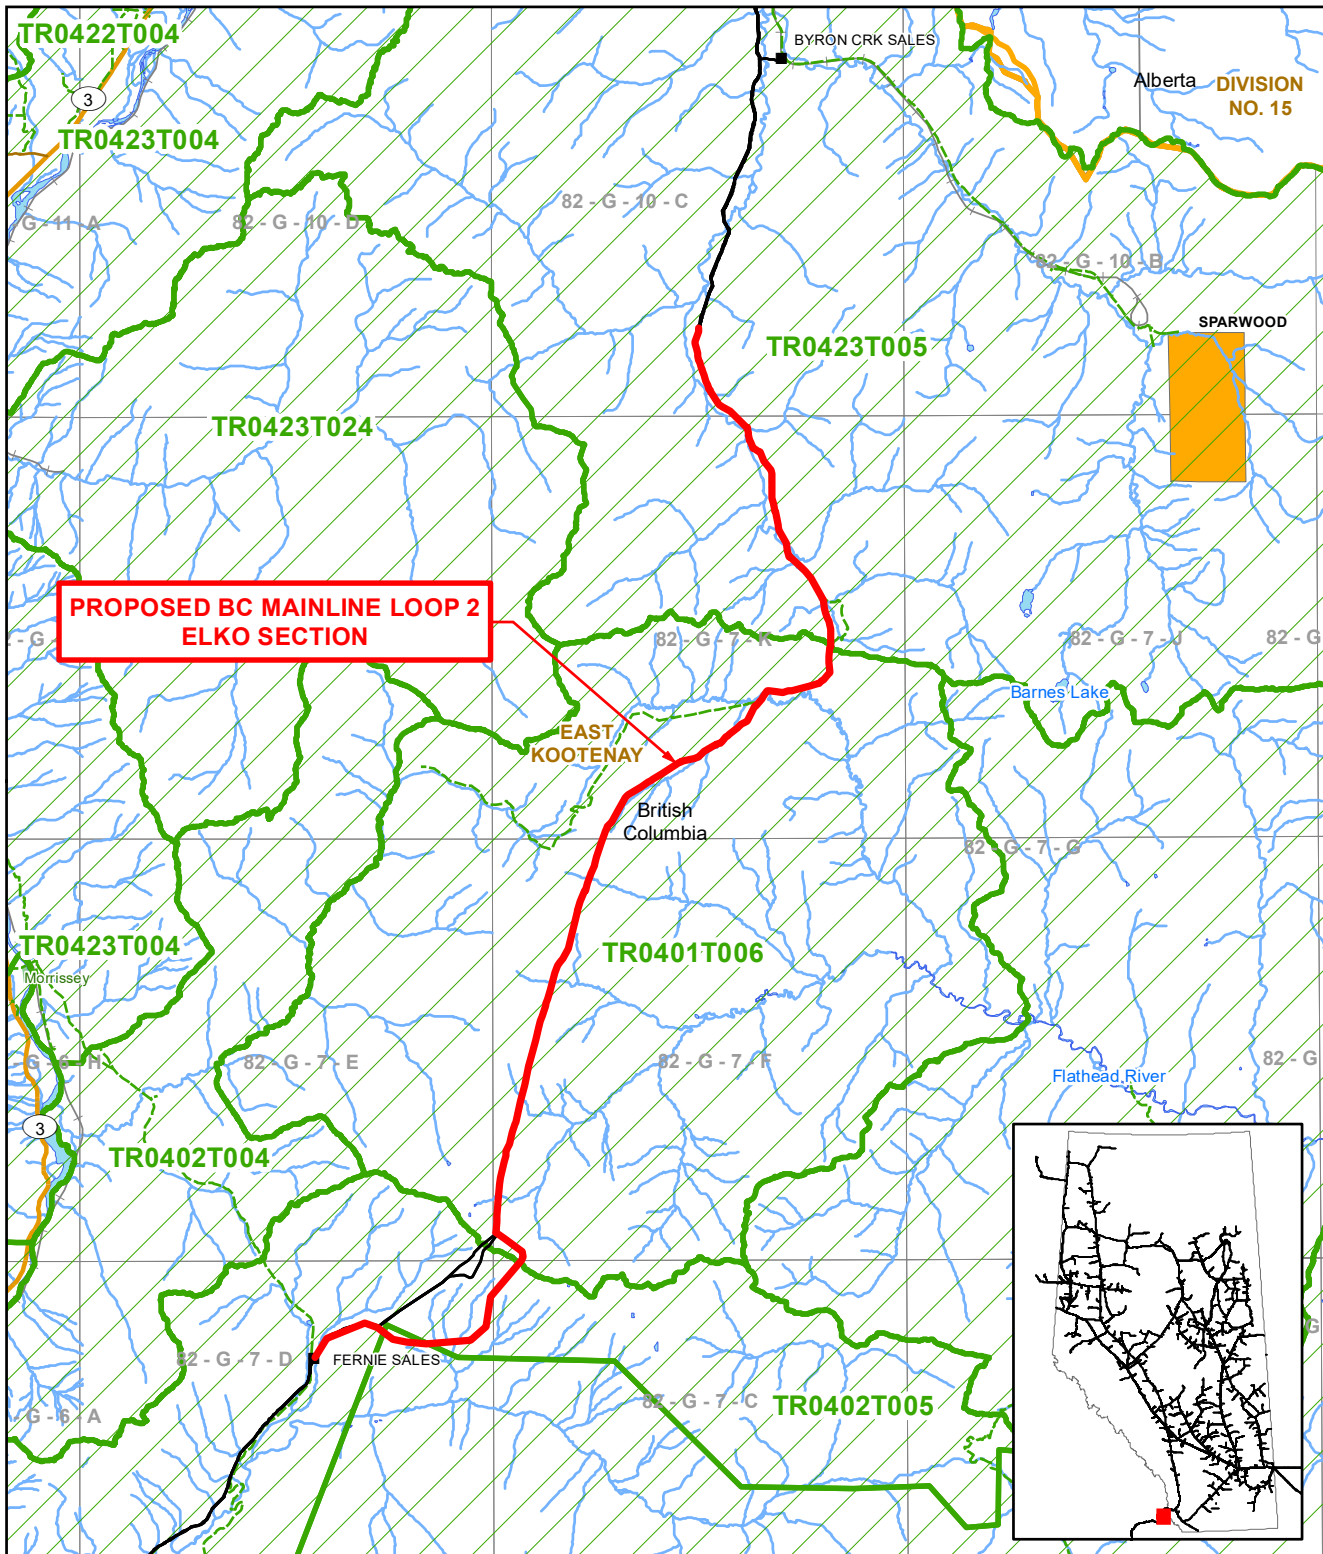 TR0422T004
BYRON CRK SALES
Alberta
DIVISION
NO. 15
3
TR0423T004
82 - G - 10 - C
G - 11 - A
82 - G - 10 - D
82 - G - 10 - B
SPARWOOD
TR0423T005
TR0423T024
PROPOSED BC MAINLINE LOOP 2
ELKO SECTION
- G -
82 - G - 7 - K
82 - G - 7 - J
82 - G
Barnes Lake
EAST
KOOTENAY
British
Columbia
82 - G - 7 - G
TR0423T004
Morrissey
TR0401T006
- G - 6 - H
82 - G - 7 - E
82 - G - 7 - F
82 - G
Flathead River
3
TR0402T004
82 - G - 7 - D
FERNIE SALES
G
- G - 6 - A
82 - G - 7 - C
TR0402T005